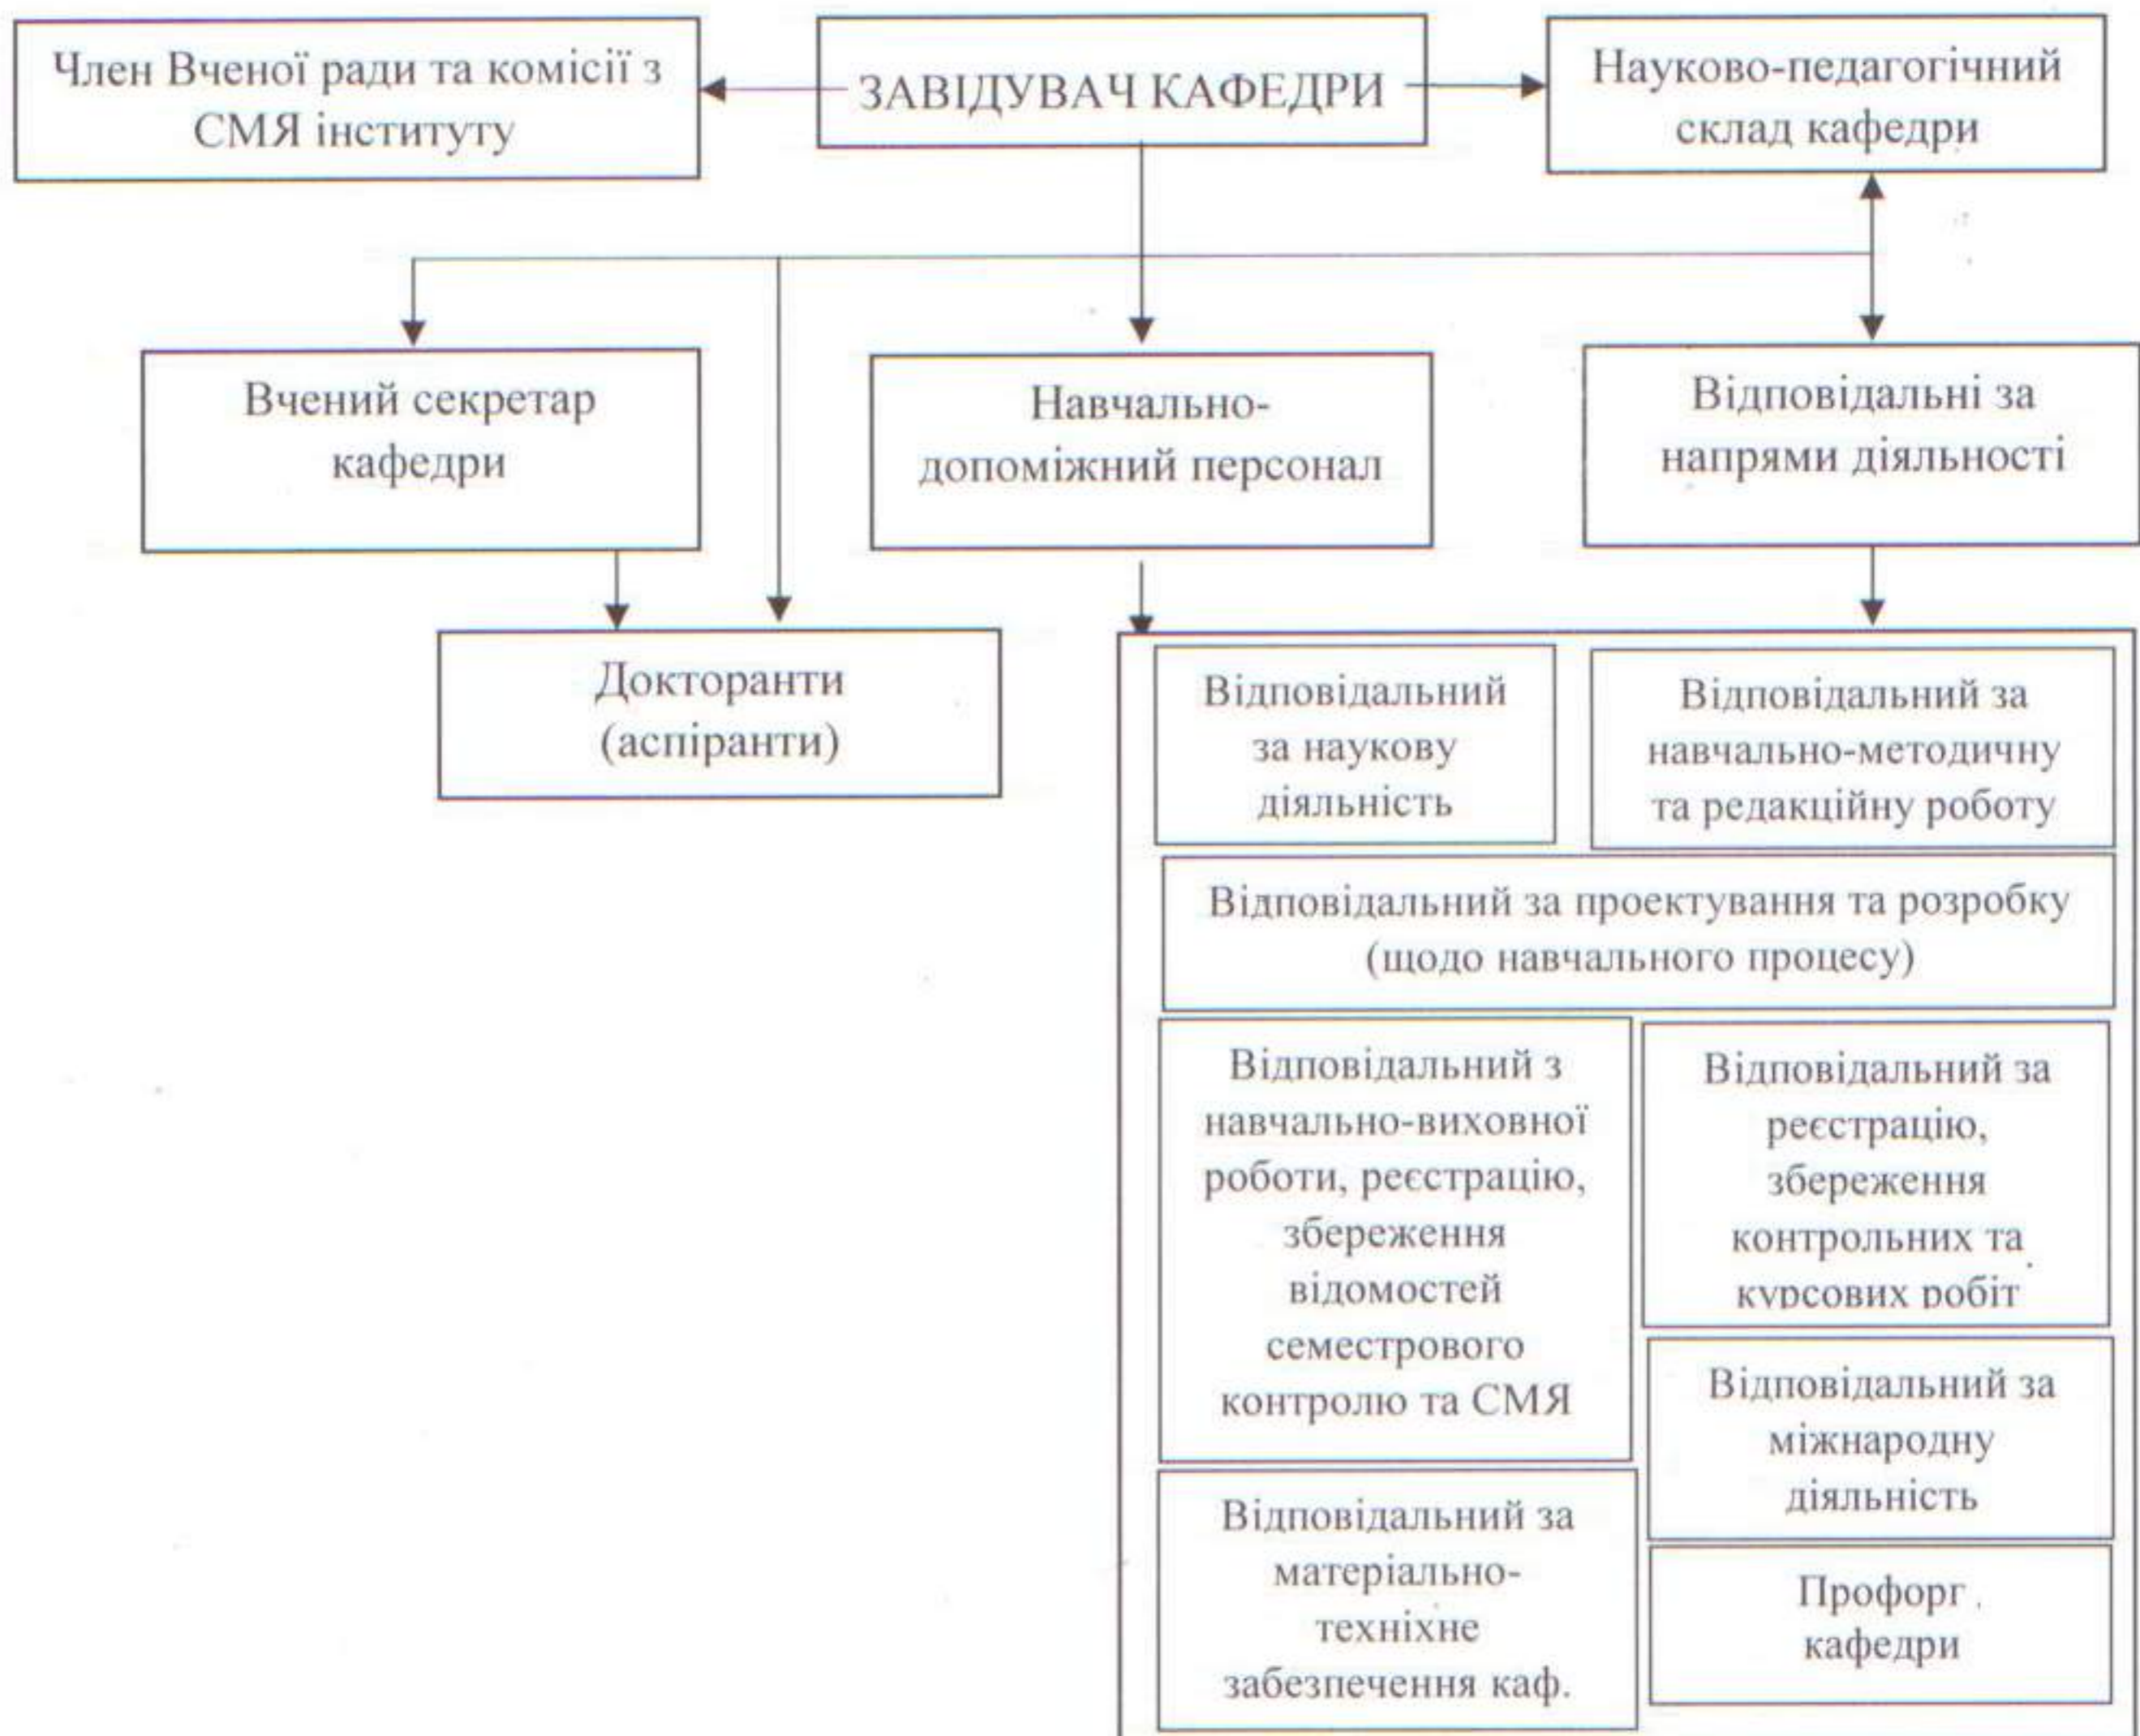 Член Вченої ради та комісії з
СМЯ інституту
ЗАВІДУВАЧ КАФЕДРИ
Науково-педагогічний
склад кафедри
Вчений секретар
кафедри
Навчально-
допоміжний персонал
Відповідальні за
напрями діяльності
Докторанти
(аспіранти)
Відповідальний
за наукову
діяльність
Відповідальний за
навчально-методичну
та редакційну роботу
Відповідальний за проектування та розробку
(щодо навчального процесу)
Відповідальний з
навчально-виховної
роботи, реєстрацію,
збереження
відомостей
семестрового
контролю та СМЯ
Відповідальний за
реєстрацію,
збереження
контрольних та
курсових робіт
Відповідальний за
міжнародну
діяльність
Відповідальний за
матеріально-
техніхне
забезпечення каф.
Профорг
кафедри